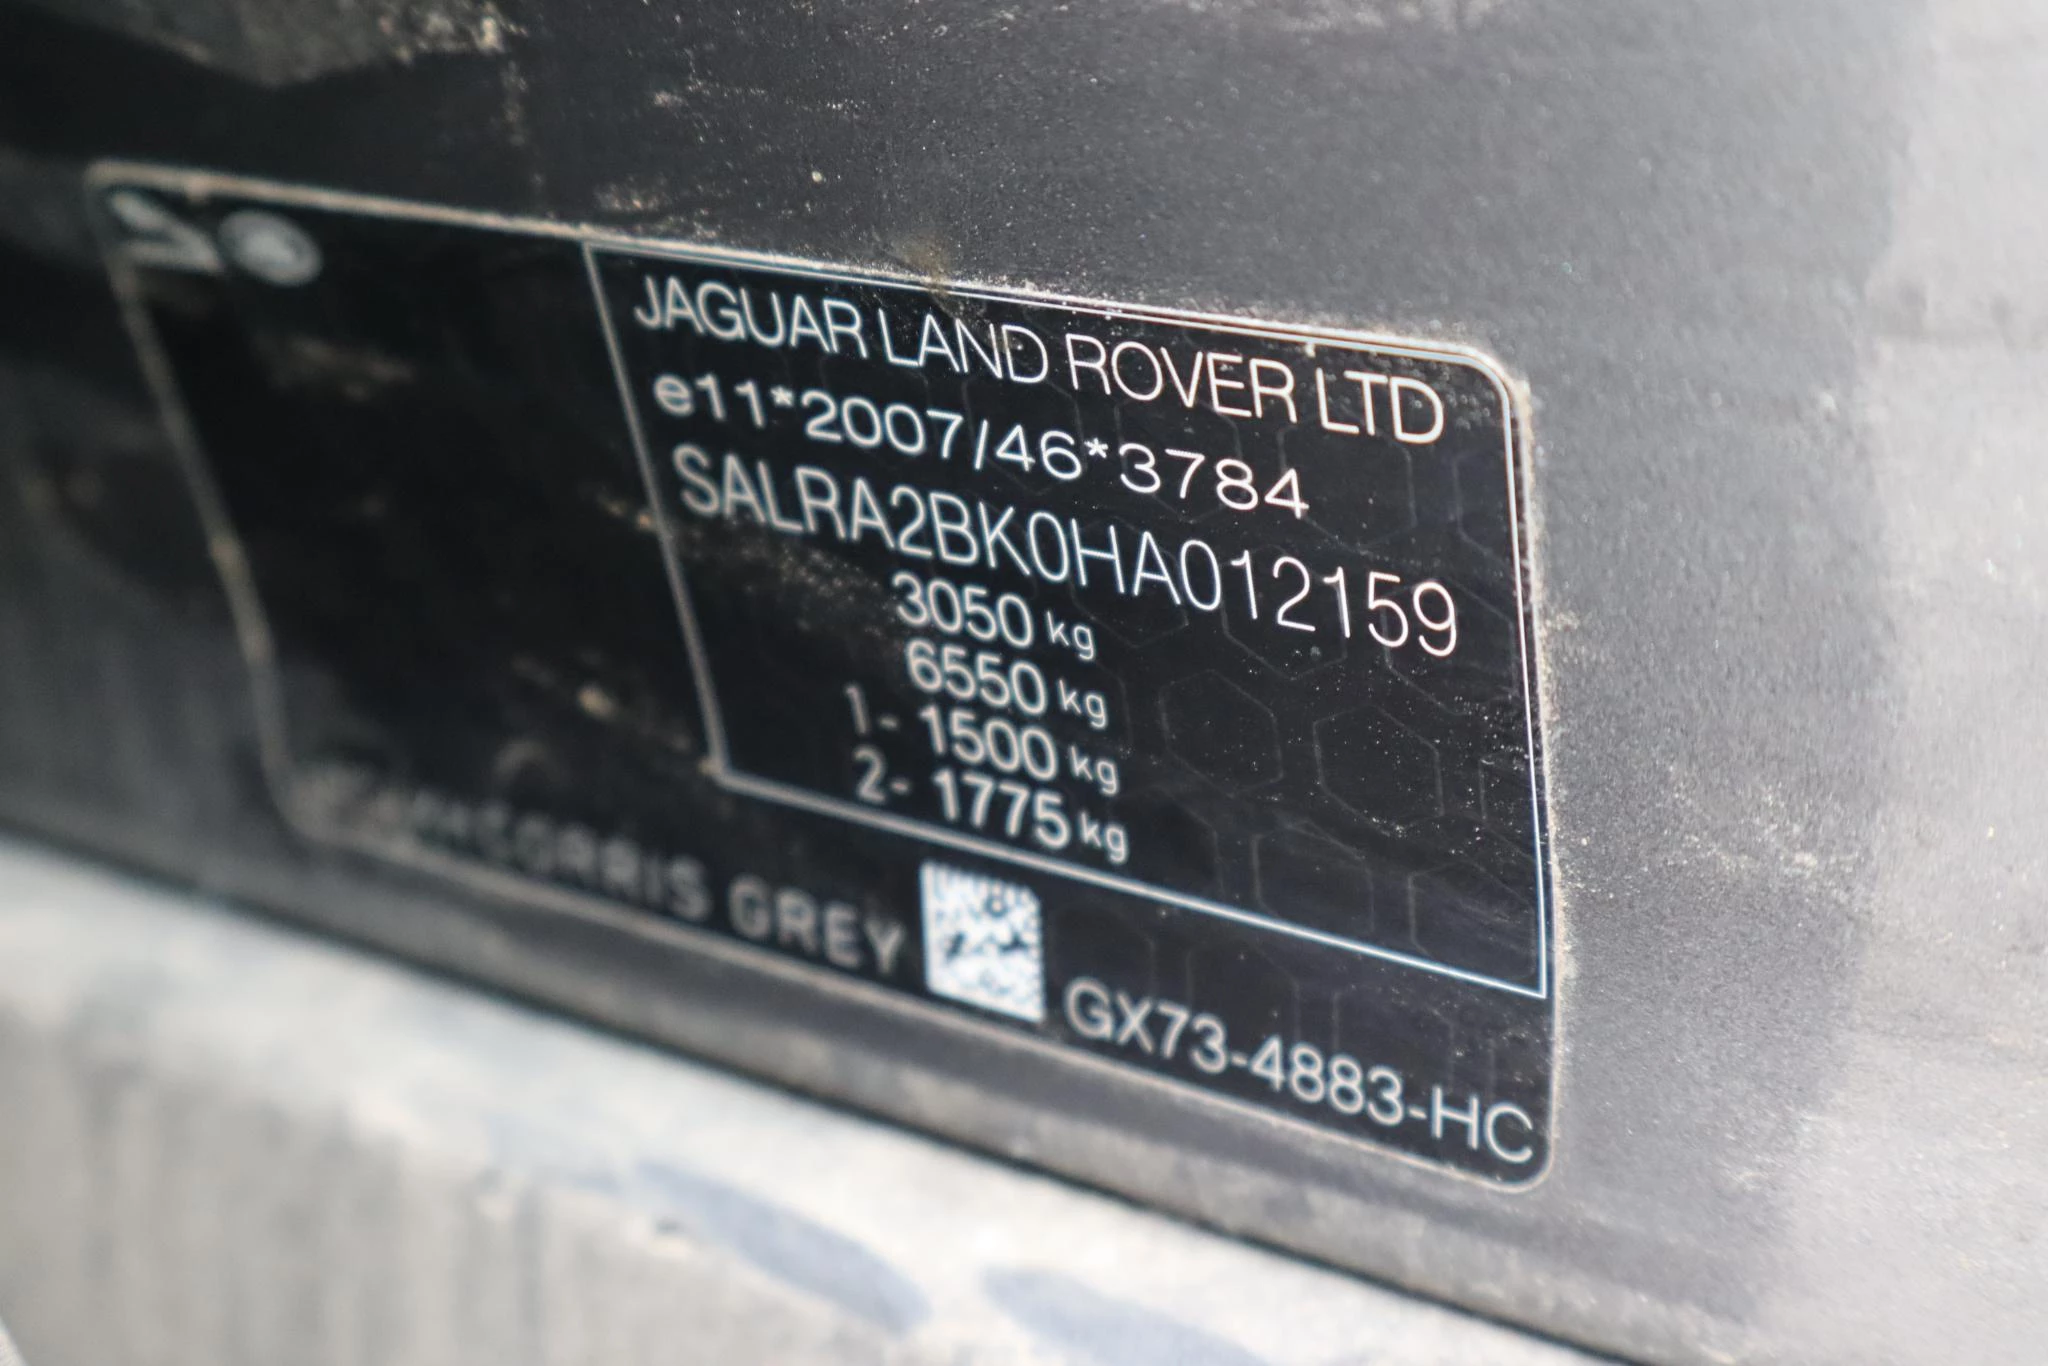 JAGUAR LAND ROVER LTD
e11*2007/46*3784
SALRA2BK0HA012159
3050 kg
6550 kg
1- 1500 kg
2- 1775 kg
GREY
GX73-4883-HC